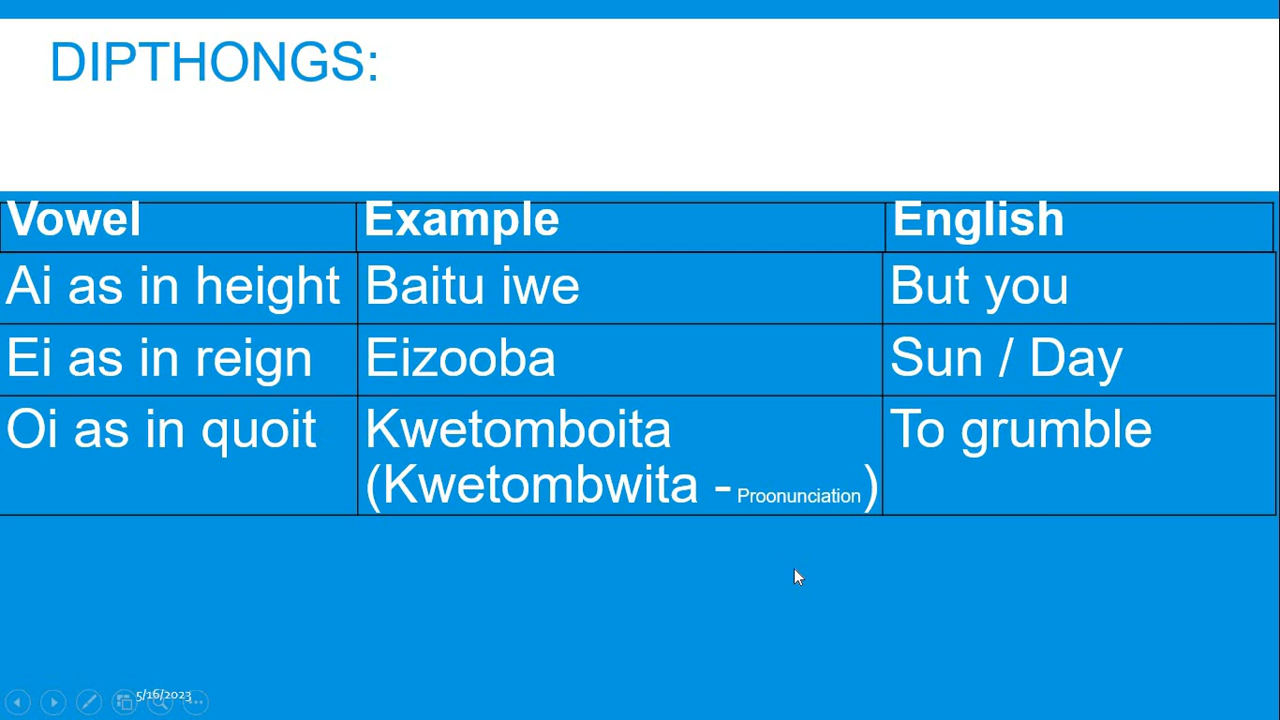 DIPTHONGS:
Vowel Example English
Ai as in height Baitu iwe But you
Ei as in reign Eizooba Sun / Day
Oi as in quoit Kwetomboita To grumble
(Kwetombwita - Proonunciation)
5/16/2023